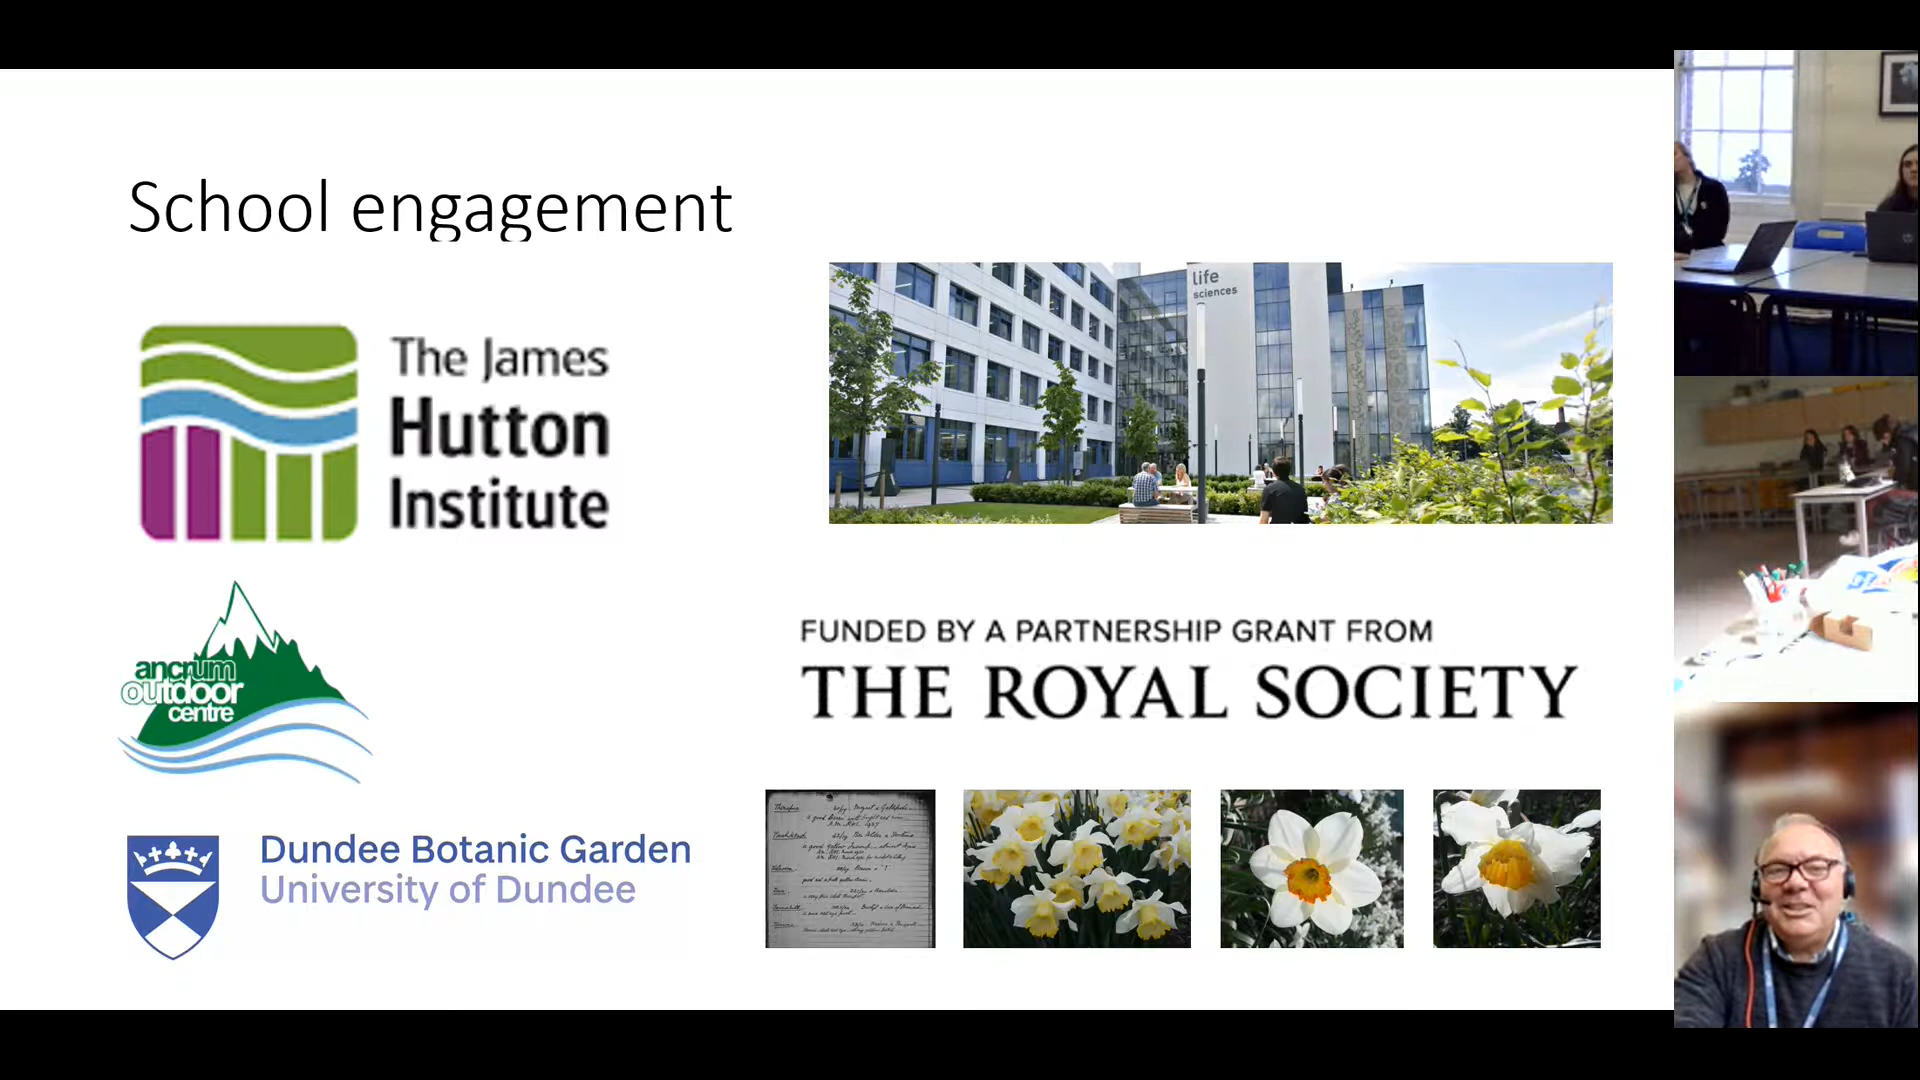 School engagement
The James
Hutton
Institute
life
sciences
ancrum
outdoor
centre
FUNDED BY A PARTNERSHIP GRANT FROM
THE ROYAL SOCIETY
Dundee Botanic Garden
University of Dundee